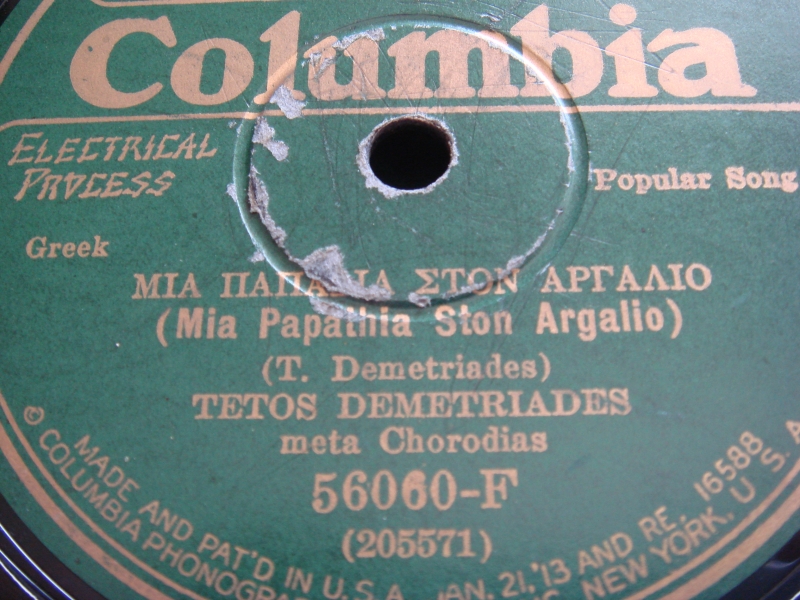 Columbia
ELECTRICAL
PROCESS
Popular Song
Greek
ΜΙΑ ΣΤΟΝ ΑΡΓΑΛΙΟ
(Mia Papathia Ston Argalio)
(T. Demetriades)
TETOS DEMETRIADES
meta Chorodias
56060-F
(205571)
MADE AND PAT'D IN U.S.A. JAN. 21,'13 AND RE. 16588
© COLUMBIA NEW YORK, U.S.A.